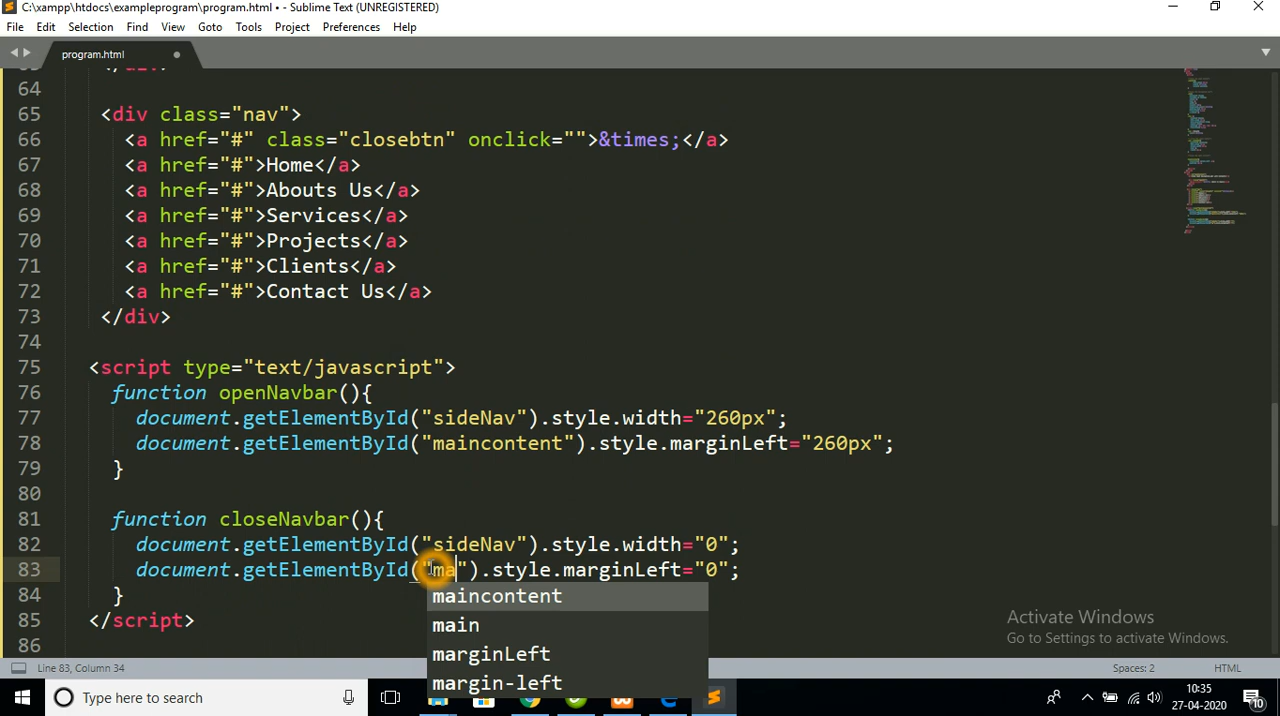 C:\xampp\htdocs\exampleprogram\program.html • - Sublime Text (UNREGISTERED)
File Edit Selection Find View Goto Tools Project Preferences Help
program.html
64
65 <div class="nav">
66 <a href="#" class="closebtn" onclick="">&times;</a>
67 <a href="#">Home</a>
68 <a href="#">Abouts Us</a>
69 <a href="#">Services</a>
70 <a href="#">Projects</a>
71 <a href="#">Clients</a>
72 <a href="#">Contact Us</a>
73 </div>
74
75 <script type="text/javascript">
76 function openNavbar(){
77 document.getElementById("sideNav").style.width="260px";
78 document.getElementById("maincontent").style.marginLeft="260px";
79 }
80
81 function closeNavbar(){
82 document.getElementById("sideNav").style.width="0";
83 document.getElementById("ma").style.marginLeft="0";
84 }
maincontent
85 </script>
main
86
marginLeft
margin-left
Activate Windows
Go to Settings to activate Windows.
Line 83, Column 34 Spaces: 2 HTML
Type here to search
10:35
27-04-2020
10